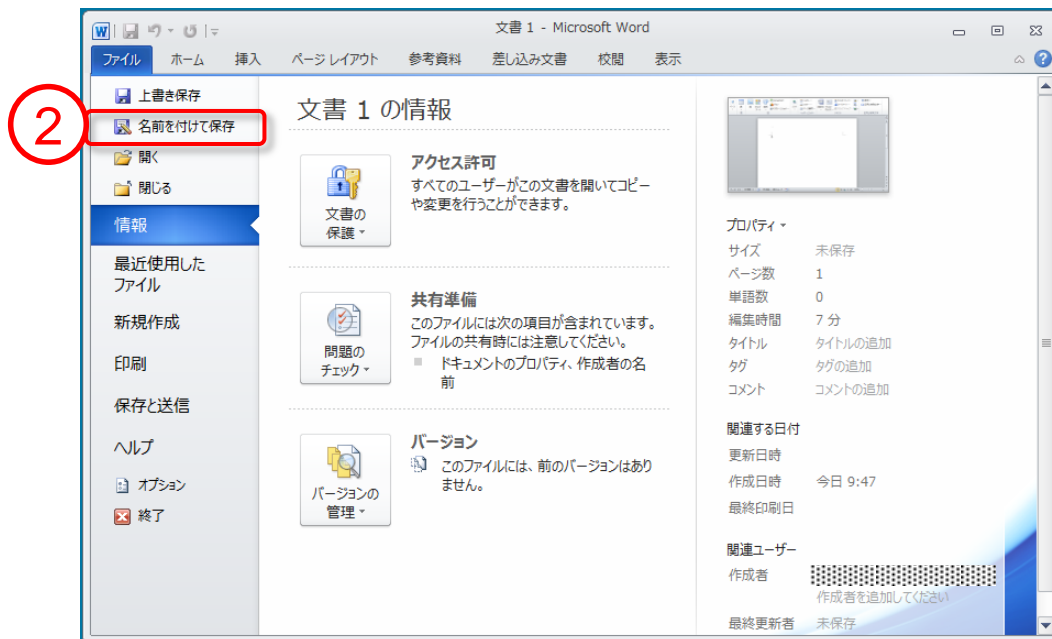 文書 1 - Microsoft Word
ファイル ホーム 挿入 ページ レイアウト 参考資料 差し込み文書 校閲 表示
②
上書き保存
名前を付けて保存
開く
閉じる
情報
最近使用した
ファイル
新規作成
印刷
保存と送信
ヘルプ
オプション
終了
文書 1 の情報
文書の
保護
アクセス許可
すべてのユーザーがこの文書を開いてコピー
や変更を行うことができます。
問題の
チェック
共有準備
このファイルには次の項目が含まれています。
ファイルの共有時には注意してください。
ドキュメントのプロパティ、作成者の名
前
バージョンの
管理
バージョン
このファイルには、前のバージョンはあり
ません。
プロパティ
サイズ 未保存
ページ数 1
単語数 0
編集時間 7 分
タイトル タイトルの追加
タグ タグの追加
コメント コメントの追加
関連する日付
更新日時
作成日時 今日 9:47
最終印刷日
関連ユーザー
作成者
作成者を追加してください
最終更新者 未保存